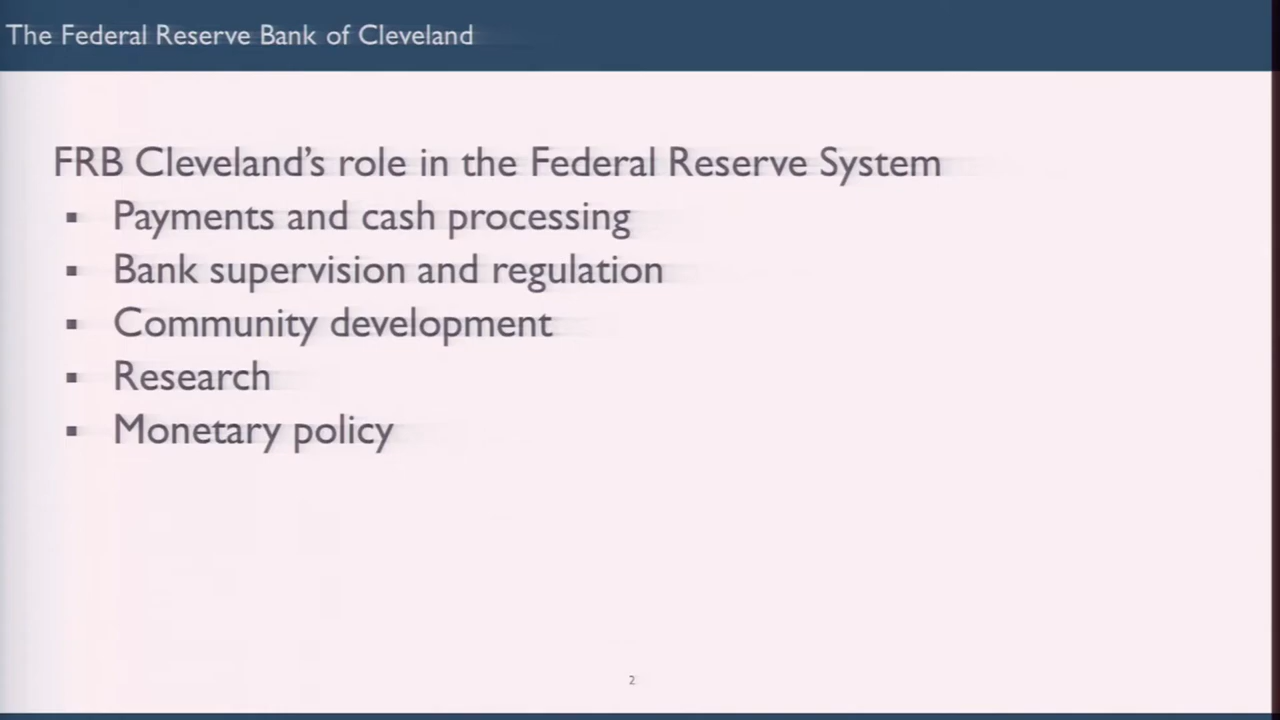 The Federal Reserve Bank of Cleveland
FRB Cleveland's role in the Federal Reserve System
▪ Payments and cash processing
▪ Bank supervision and regulation
▪ Community development
▪ Research
▪ Monetary policy
2